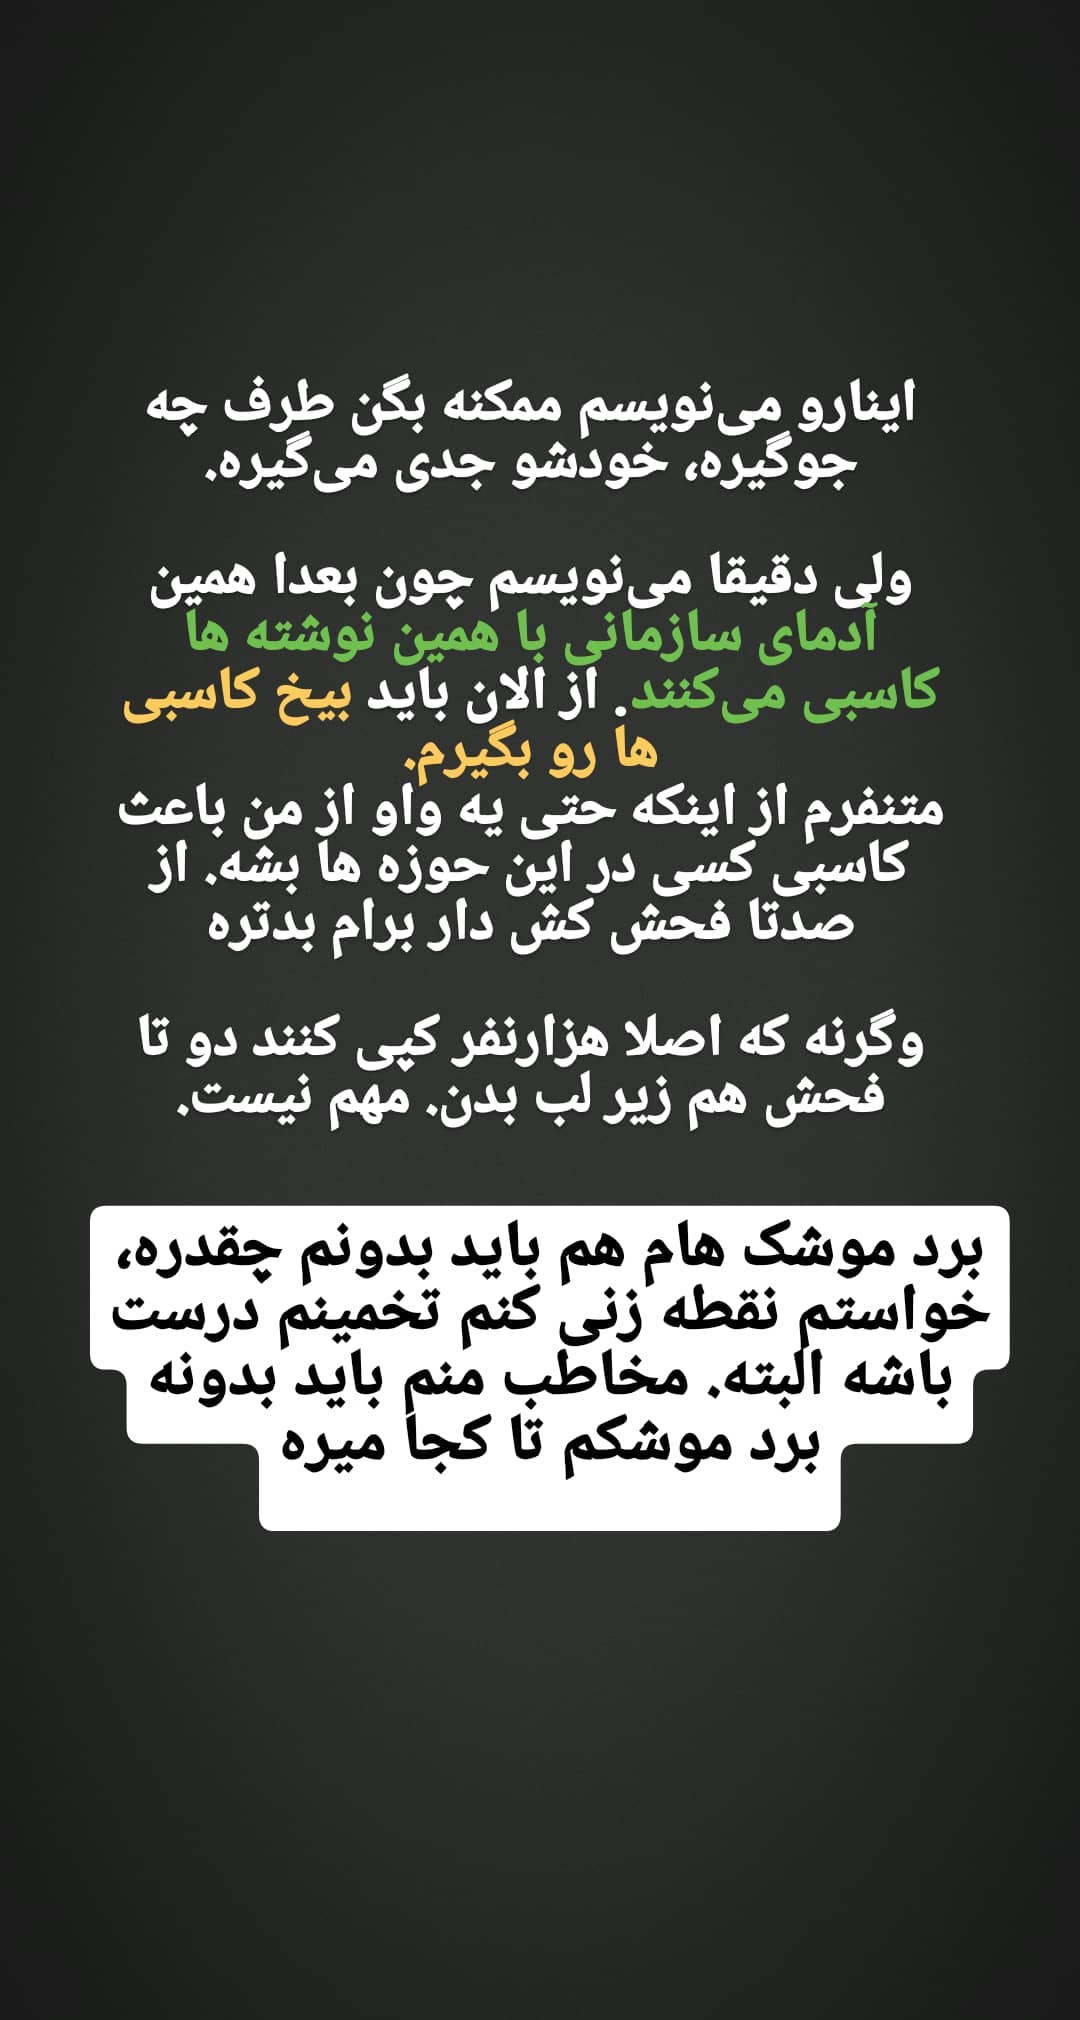 اینارو می‌نویسم ممکنه بگن طرف چه
جوگیره، خودشو جدی می‌گیره.
ولی دقیقا می‌نویسم چون بعدا همین
آدمای سازمانی با همین نوشته ها
کاسبی می‌کنند. از الان باید بیخ کاسبی
ها رو بگیرم.
متنفرم از اینکه حتی یه واو از من باعث
کاسبی کسی در این حوزه ها بشه. از
صدتا فحش کش دار برام بدتره
وگرنه که اصلا هزارنفر کپی کنند دو تا
فحش هم زیر لب بدن. مهم نیست.
برد موشک هام هم باید بدونم چقدره،
خواستم نقطه زنی کنم تخمینم درست
باشه البته. مخاطب منم باید بدونه
برد موشکم تا کجا میره